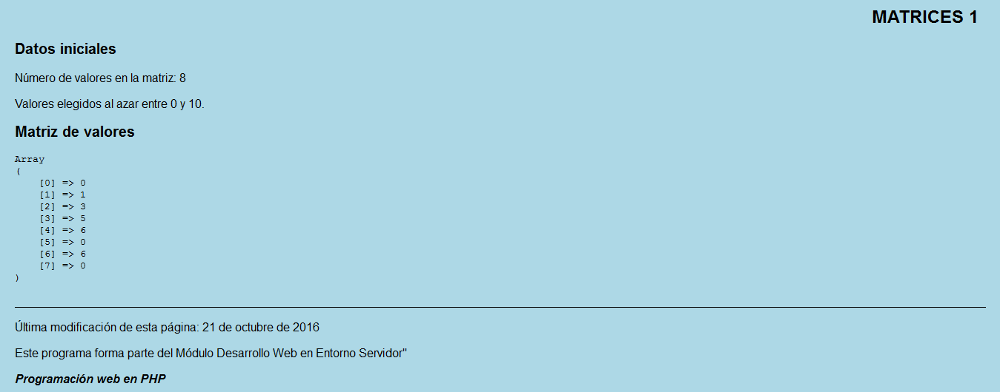 MATRICES 1
Datos iniciales
Número de valores en la matriz: 8
Valores elegidos al azar entre 0 y 10.
Matriz de valores
Array
(
    [0] => 0
    [1] => 1
    [2] => 3
    [3] => 5
    [4] => 6
    [5] => 0
    [6] => 6
    [7] => 0
)
Última modificación de esta página: 21 de octubre de 2016
Este programa forma parte del Módulo Desarrollo Web en Entorno Servidor"
Programación web en PHP